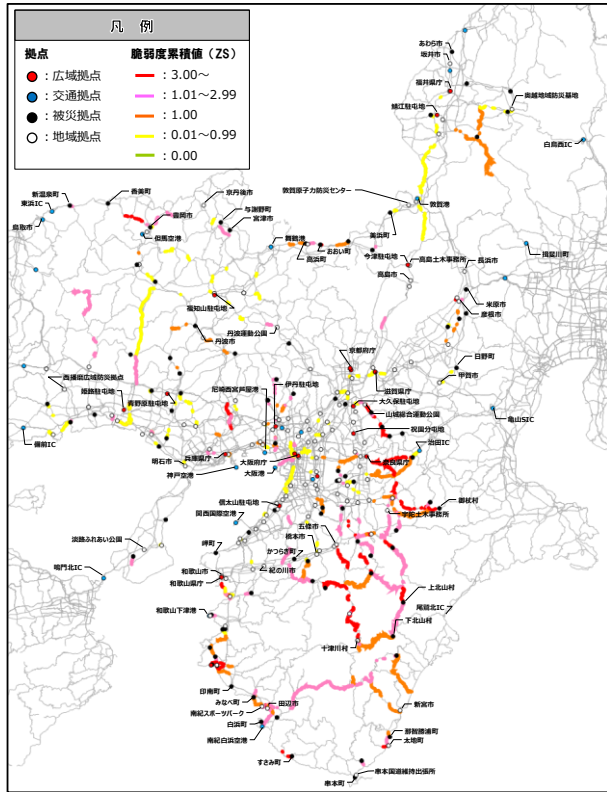 凡 例
拠点
脆弱度累積値（ZS）
：広域拠点
：3.00～
：交通拠点
：1.01～2.99
：被災拠点
：1.00
：地域拠点
：0.01～0.99
：0.00
あわら市
坂井市
福井県庁
奥越地域防災基地
鯖江駐屯地
白鳥西IC
京丹後市
敦賀原子力防災センター
敦賀港
香美町
新温泉町
東浜IC
与謝野町
宮津市
豊岡市
鳥取市
但馬空港
舞鶴港
美浜町
おおい町
高浜町
今津駐屯地
高島土木事務所
長浜市
揖斐川町
高島市
米原市
彦根市
福知山駐屯地
丹波運動公園
丹波市
京都府庁
日野町
甲賀市
滋賀県庁
西播磨広域防災拠点
姫路駐屯地
青野原駐屯地
尼崎西宮芦屋港
伊丹駐屯地
大久保駐屯地
山城総合運動公園
亀山SIC
祝園分屯地
治田IC
備前IC
明石市
兵庫県庁
大阪府庁
奈良県庁
神戸空港
大阪港
信太山駐屯地
御杖村
宇陀土木事務所
関西国際空港
五條市
橋本市
岬町
かつらぎ町
淡路ふれあい公園
紀の川市
鳴門北IC
和歌山市
和歌山県庁
上北山村
尾鷲北IC
和歌山下津港
下北山村
十津川村
印南町
みなべ町
南紀スポーツパーク
田辺市
新宮市
白浜町
南紀白浜空港
那智勝浦町
太地町
すさみ町
串本国道維持出張所
串本町